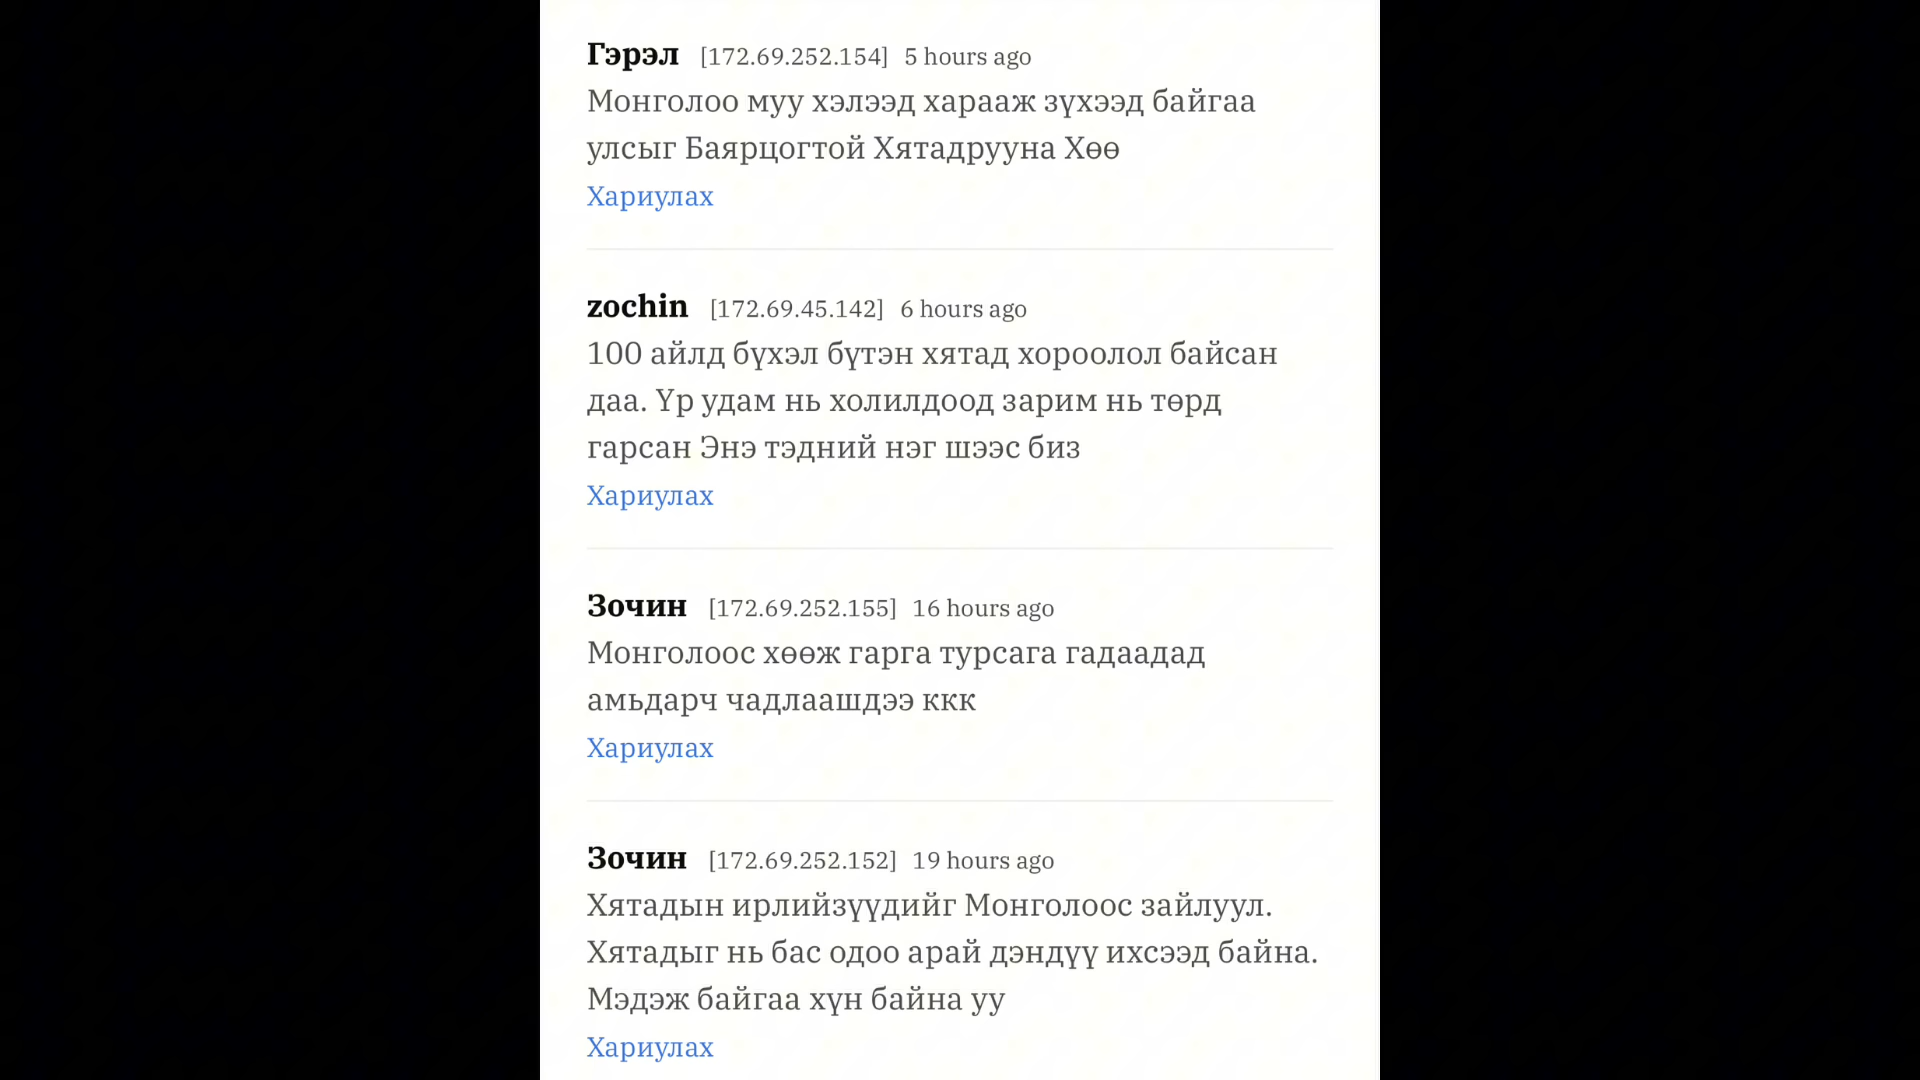 Гэрэл [172.69.252.154] 5 hours ago
Монголоо муу хэлээд харааж зүхээд байгаа
улсыг Баярцогтой Хятадрууна Хөө
Хариулах
zochin [172.69.45.142] 6 hours ago
100 айлд бүхэл бүтэн хятад хороолол байсан
даа. Үр удам нь холилдоод зарим нь төрд
гарсан Энэ тэдний нэг шээс биз
Хариулах
Зочин [172.69.252.155] 16 hours ago
Монголоос хөөж гарга турсага гадаадад
амьдарч чадлаашдээ ккк
Хариулах
Зочин [172.69.252.152] 19 hours ago
Хятадын ирлийзүүдийг Монголоос зайлуул.
Хятадыг нь бас одоо арай дэндүү ихсээд байна.
Мэдэж байгаа хүн байна уу
Хариулах